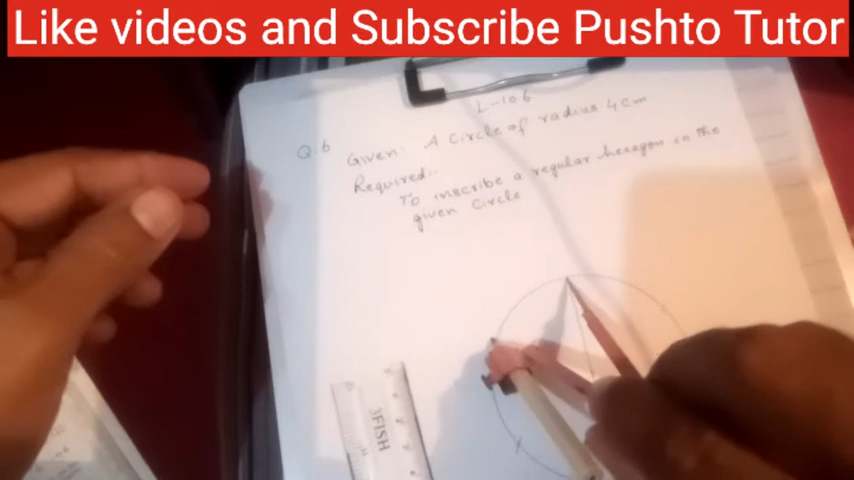 Like videos and Subscribe Pushto Tutor
L-106
Q.6 Given: A Circle of radius 4cm
Required:
To inscribe a regular hexagon in the
given Circle
3FISH